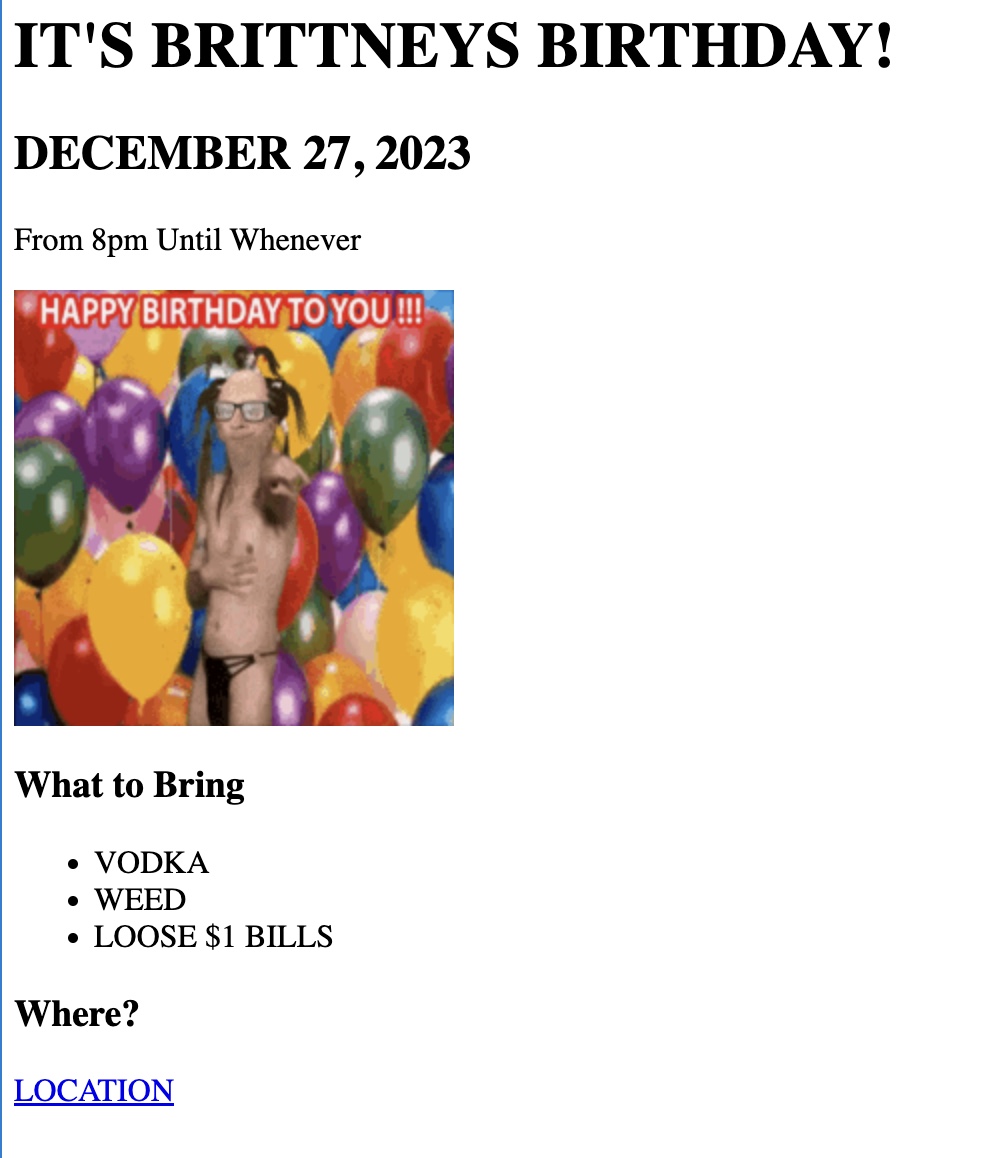 IT'S BRITTNEYS BIRTHDAY!
DECEMBER 27, 2023
From 8pm Until Whenever
HAPPY BIRTHDAY TO YOU !!!
What to Bring
VODKA
WEED
LOOSE $1 BILLS
Where?
LOCATION